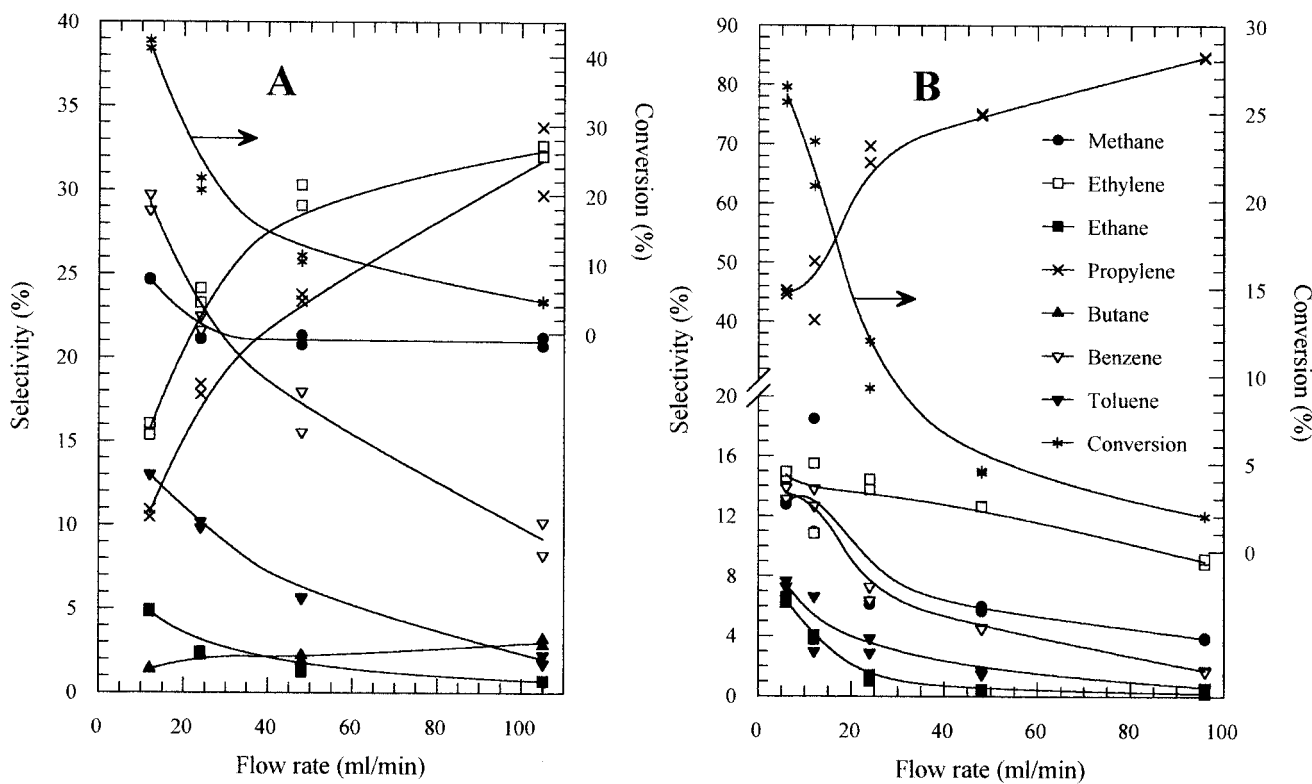 A
40
35
30
25
20
15
10
5
0
Selectivity (%)
40
30
20
10
0
Conversion (%)
0 20 40 60 80 100
Flow rate (ml/min)
B
90
80
70
60
50
40
20
16
12
8
4
0
Selectivity (%)
30
25
20
15
10
5
0
Conversion (%)
Methane
Ethylene
Ethane
Propylene
Butane
Benzene
Toluene
Conversion
0 20 40 60 80 100
Flow rate (ml/min)